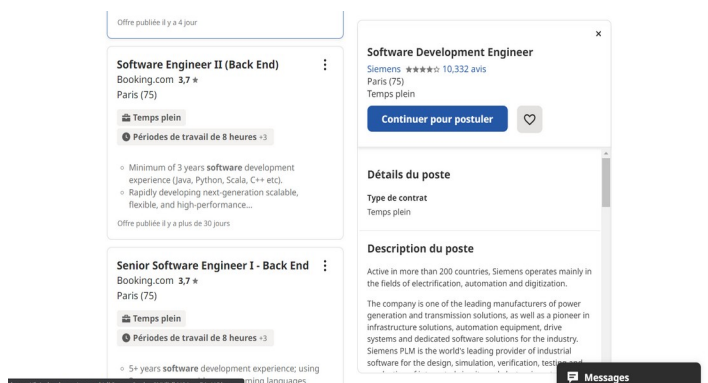 Offre publiée il y a 4 jour
Software Engineer II (Back End)
Booking.com 3,7 ★
Paris (75)
Temps plein
Périodes de travail de 8 heures +3
Minimum of 3 years software development
experience (Java, Python, Scala, C++ etc).
Rapidly developing next-generation scalable,
flexible, and high-performance...
Offre publiée il y a plus de 30 jours
Senior Software Engineer I - Back End
Booking.com 3,7 ★
Paris (75)
Temps plein
Périodes de travail de 8 heures +3
5+ years software development experience; using
languages
×
Software Development Engineer
Siemens ★★★★☆ 10,332 avis
Paris (75)
Temps plein
Continuer pour postuler
Détails du poste
Type de contrat
Temps plein
Description du poste
Active in more than 200 countries, Siemens operates mainly in
the fields of electrification, automation and digitization.
The company is one of the leading manufacturers of power
generation and transmission solutions, as well as a pioneer in
infrastructure solutions, automation equipment, drive
systems and dedicated software solutions for the industry.
Siemens PLM is the world's leading provider of industrial
software for the design, simulation, verification, testing and
Messages